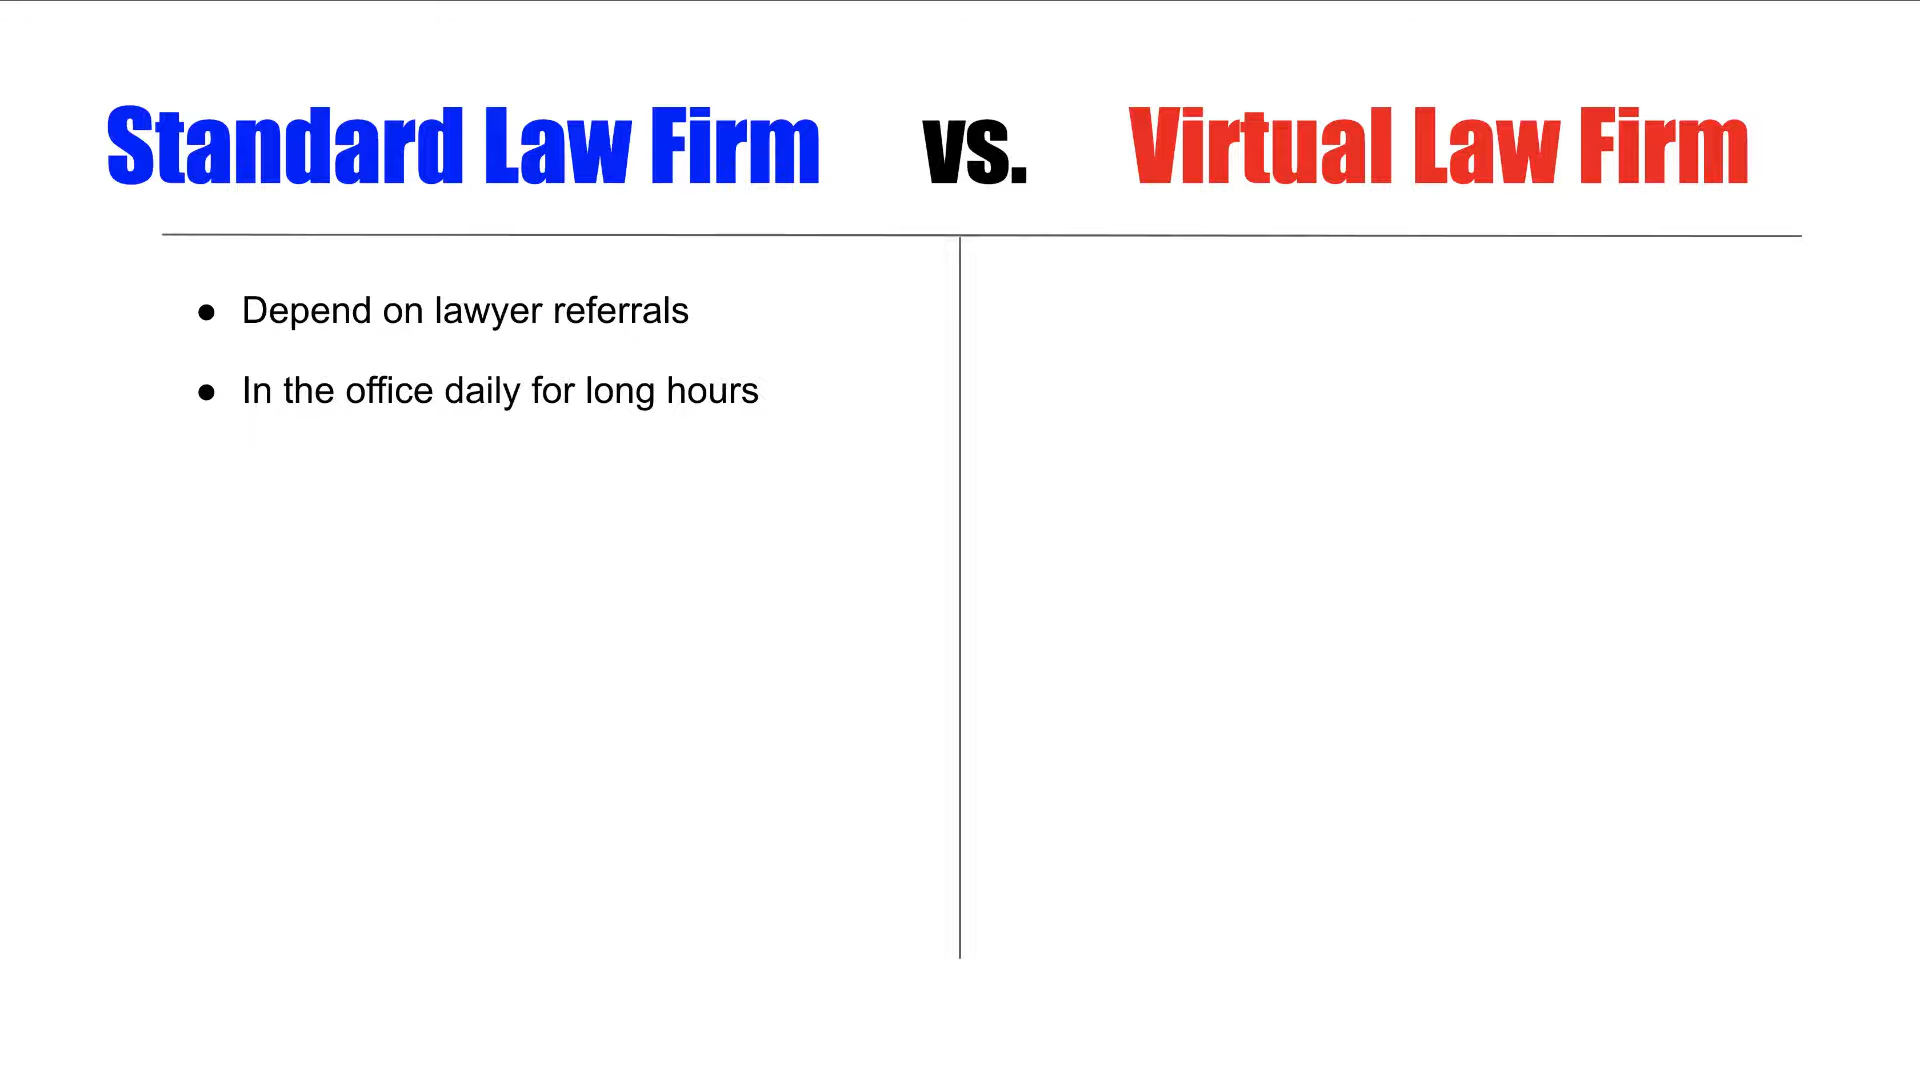 Standard Law Firm vs. Virtual Law Firm
● Depend on lawyer referrals
● In the office daily for long hours